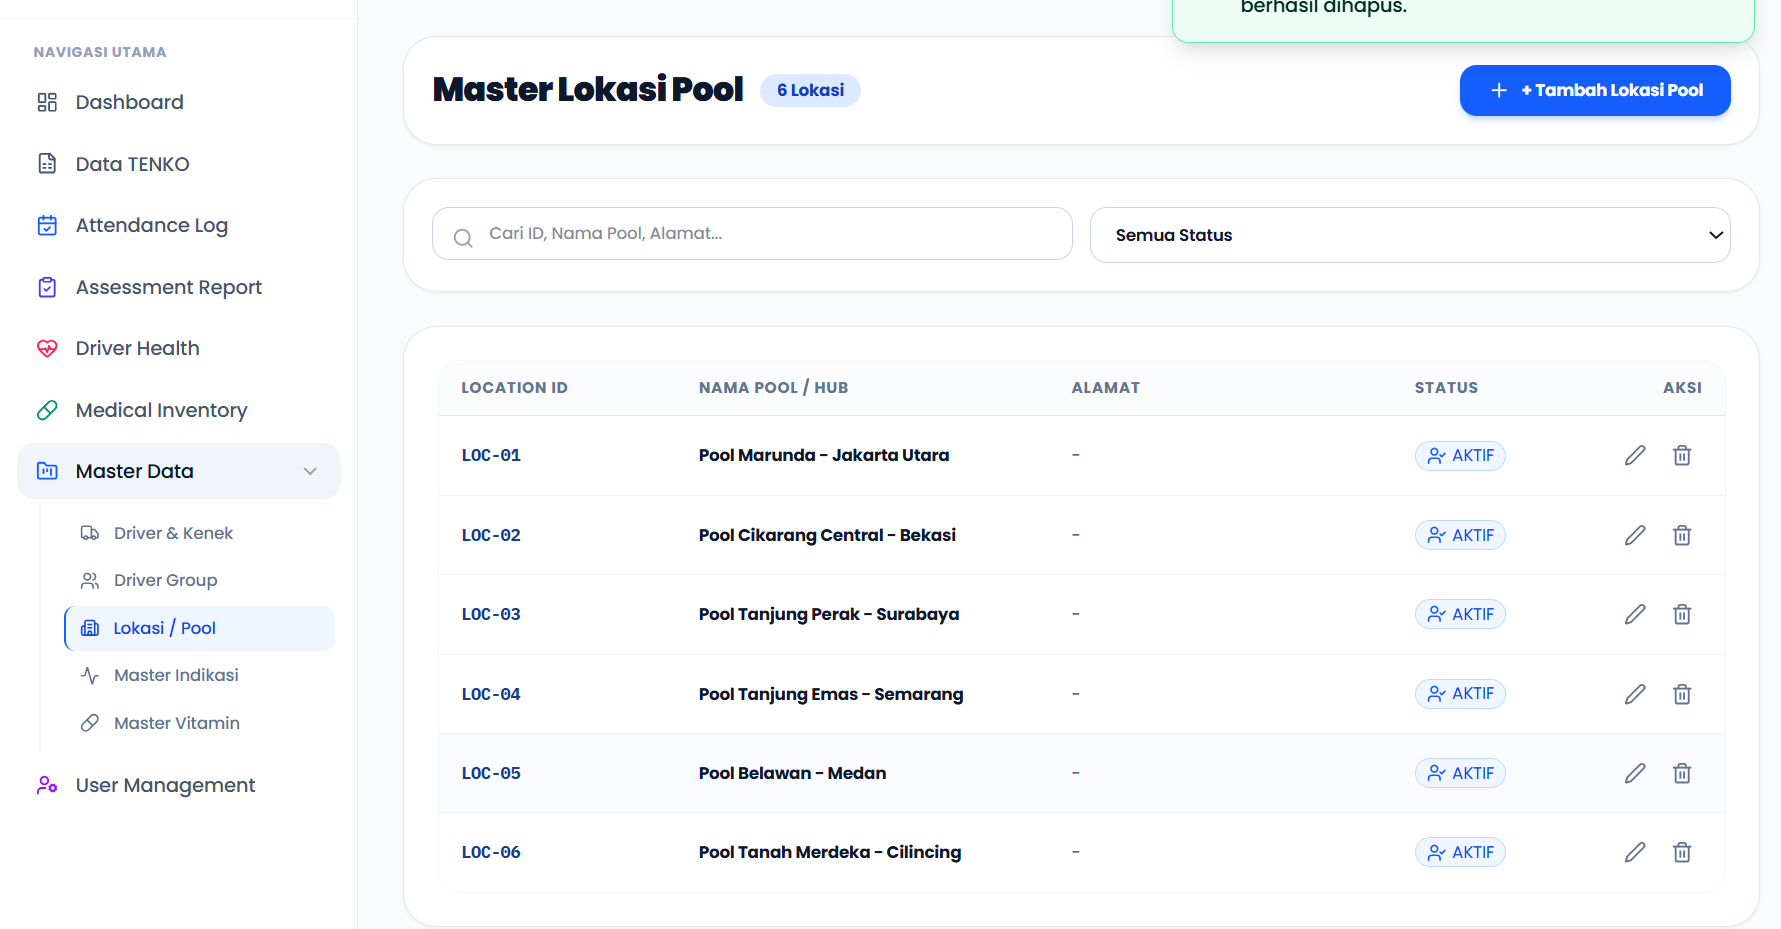 berhasil dihapus.
NAVIGASI UTAMA
Dashboard
Data TENKO
Attendance Log
Assessment Report
Driver Health
Medical Inventory
Master Data
Driver & Kenek
Driver Group
Lokasi / Pool
Master Indikasi
Master Vitamin
User Management
Master Lokasi Pool 6 Lokasi
+ + Tambah Lokasi Pool
Cari ID, Nama Pool, Alamat...
Semua Status
LOCATION ID NAMA POOL / HUB ALAMAT STATUS AKSI
LOC-01 Pool Marunda - Jakarta Utara - AKTIF
LOC-02 Pool Cikarang Central - Bekasi - AKTIF
LOC-03 Pool Tanjung Perak - Surabaya - AKTIF
LOC-04 Pool Tanjung Emas - Semarang - AKTIF
LOC-05 Pool Belawan - Medan - AKTIF
LOC-06 Pool Tanah Merdeka - Cilincing - AKTIF